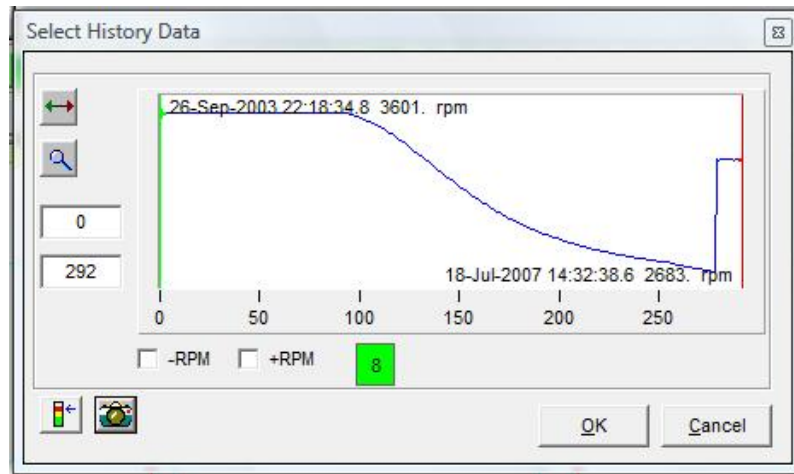 Select History Data
26-Sep-2003 22:18:34.8 3601. rpm
0
292
18-Jul-2007 14:32:38.6 2683. rpm
0 50 100 150 200 250
-RPM +RPM 8
OK Cancel